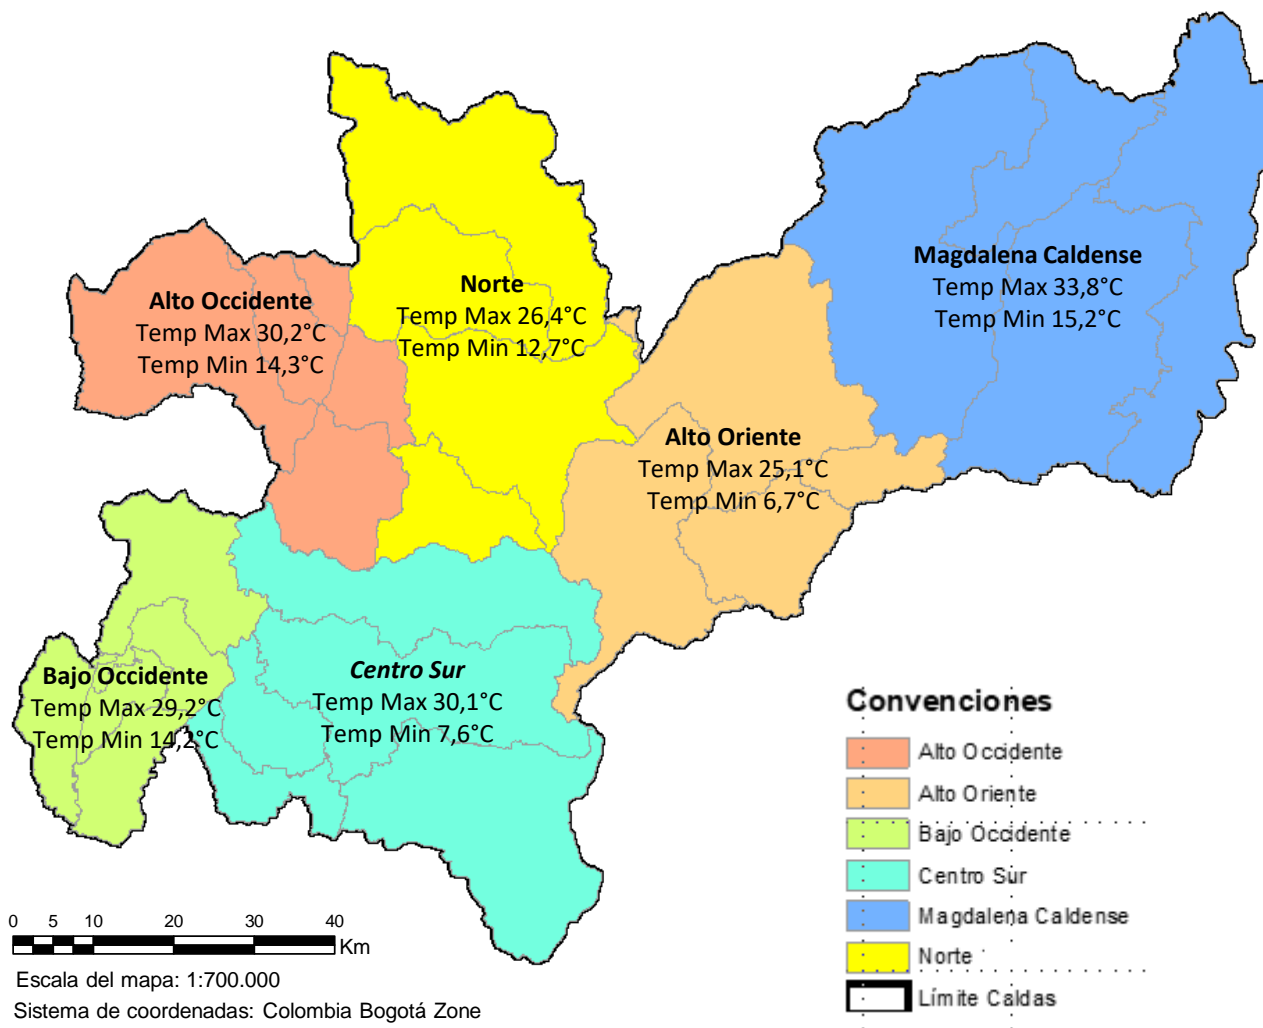 Magdalena Caldense
Temp Max 33,8°C
Temp Min 15,2°C
Norte
Temp Max 26,4°C
Temp Min 12,7°C
Alto Occidente
Temp Max 30,2°C
Temp Min 14,3°C
Alto Oriente
Temp Max 25,1°C
Temp Min 6,7°C
Bajo Occidente
Temp Max 29,2°C
Temp Min 14,2°C
Centro Sur
Temp Max 30,1°C
Temp Min 7,6°C
Convenciones
Alto Occidente
Alto Oriente
Bajo Occidente
Centro Sur
Magdalena Caldense
Norte
Límite Caldas
0 5 10 20 30 40
Km
Escala del mapa: 1:700.000
Sistema de coordenadas: Colombia Bogotá Zone